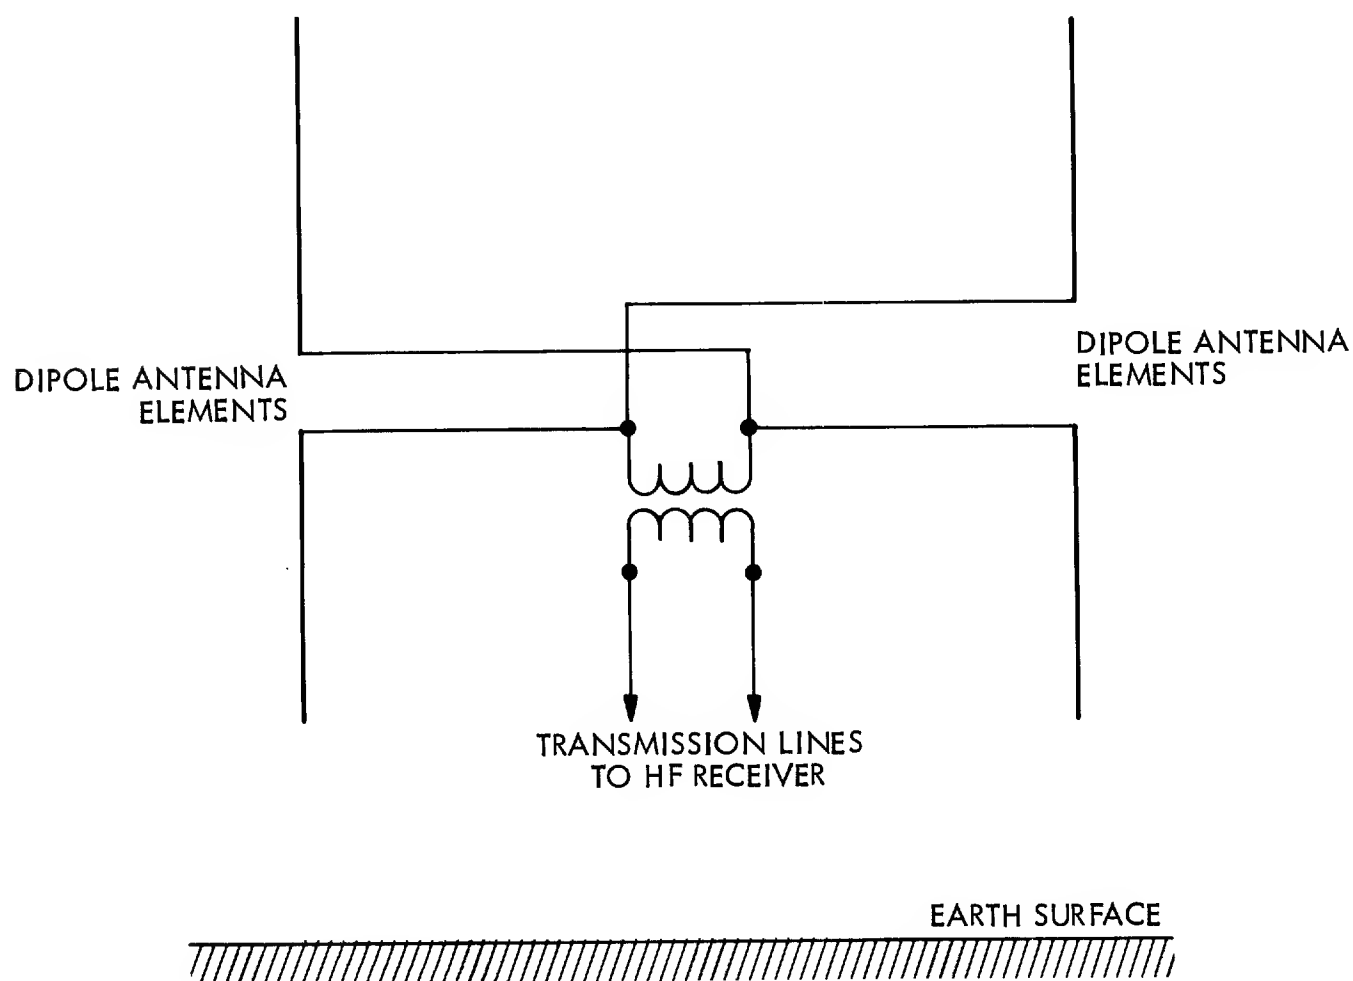 DIPOLE ANTENNA
ELEMENTS
DIPOLE ANTENNA
ELEMENTS
TRANSMISSION LINES
TO HF RECEIVER
EARTH SURFACE